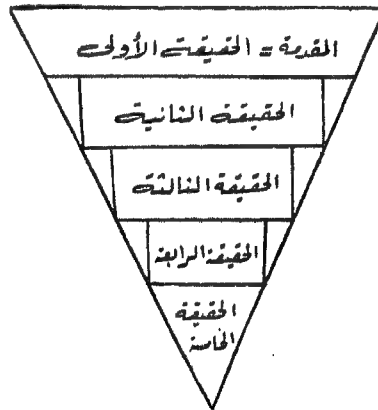 المقدمة = الحقيقة الأولى
الحقيقة الثانية
الحقيقة الثالثة
الحقيقة الرابعة
الحقيقة
الخامسة